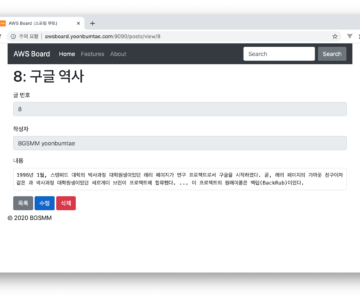 AWS Board (스프링 부트)
주의 요함 | awsboard.yoonbumtae.com:9090/posts/view/8
AWS Board Home Features About Search Search
8: 구글 역사
글 번호
8
작성자
BGSMM yoonbumtae
내용
1996년 1월, 스탠퍼드 대학의 박사과정 대학원생이었던 래리 페이지가 연구 프로젝트로서 구글을 시작하였다. 곧, 래리 페이지의 가까운 친구이자
같은 과 박사과정 대학원생이었던 세르게이 브린이 프로젝트에 합류했다. ..., 이 프로젝트의 원래이름은 백럽(BackRub)이었다.
목록 수정 삭제
© 2020 BGSMM